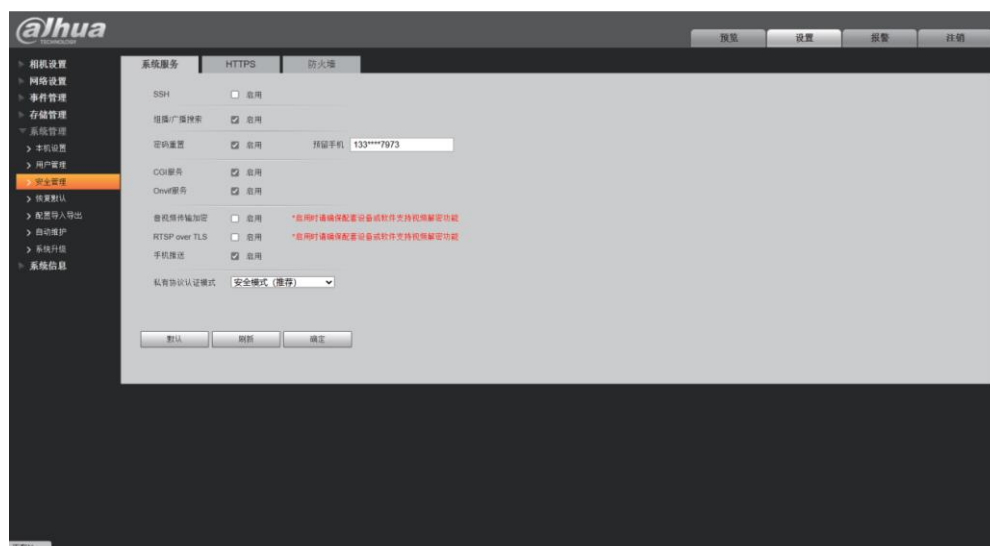 alhua
TECHNOLOGY
预览 设置 报警 注销
相机设置
网络设置
事件管理
存储管理
系统管理
本机设置
用户管理
安全管理
恢复默认
配置导入导出
自动维护
系统升级
系统信息
系统服务 HTTPS 防火墙
SSH 启用
组播/广播搜索 启用
密码重置 启用 预留手机 133****7973
CGI服务 启用
Onvif服务 启用
音视频传输加密 启用 *启用时请确保配套设备或软件支持视频解密功能
RTSP over TLS 启用 *启用时请确保配套设备或软件支持视频解密功能
手机推送 启用
私有协议认证模式 安全模式（推荐）
默认 刷新 确定